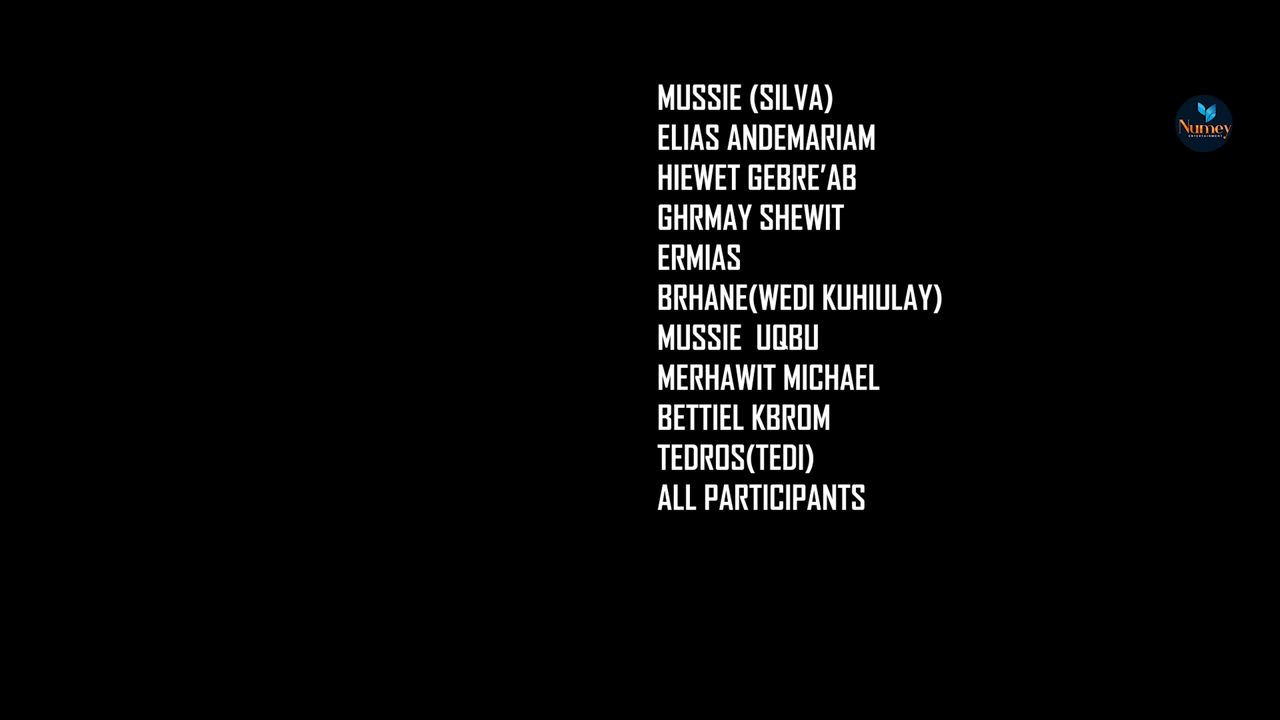 MUSSIE (SILVA)
ELIAS ANDEMARIAM
HIEWET GEBRE’AB
GHRMAY SHEWIT
ERMIAS
BRHANE(WEDI KUHIULAY)
MUSSIE  UQBU
MERHAWIT MICHAEL
BETTIEL KBROM
TEDROS(TEDI)
ALL PARTICIPANTS
Numey
ENTERTAINMENT